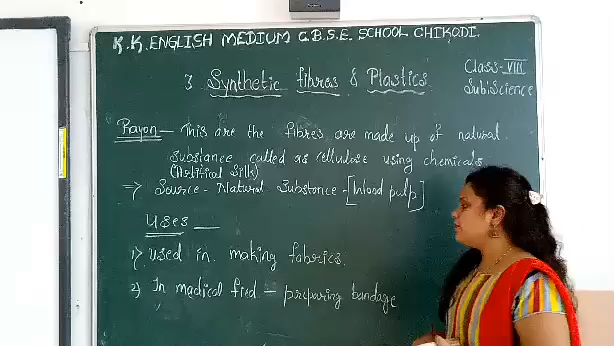 K.K. ENGLISH MEDIUM C.B.S.E. SCHOOL CHIKODI.
Class-VIII
3 Synthetic fibres & Plastics
Sub:Science
Rayon- This are the fibres are made up of natural
substance called as cellulose using chemicals
(Artificial Silk)
=> Source - Natural Substance - [Wood pulp]
Uses
1> used in making fabrics.
2> In madical fied - preparing bandage